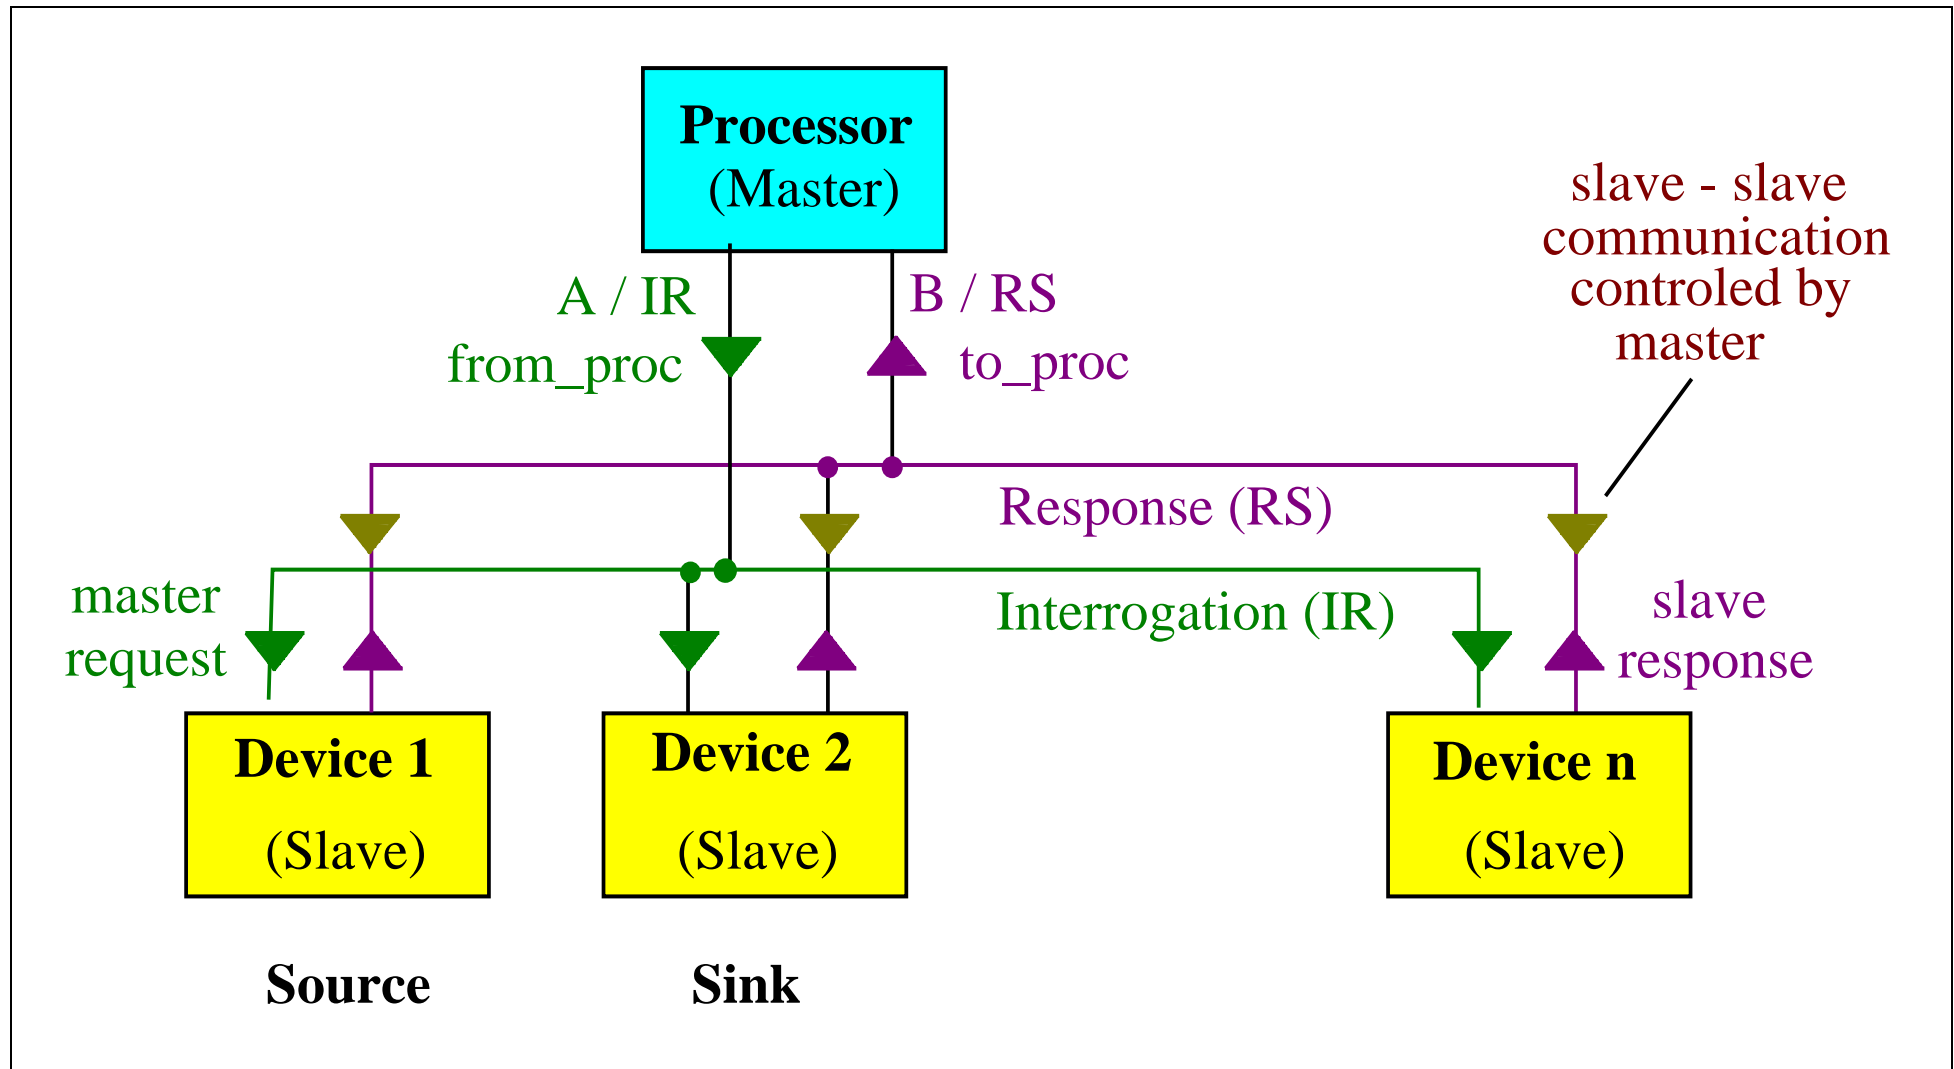 Processor
(Master)
slave - slave
communication
controled by
master
A / IR
from_proc
B / RS
to_proc
Response (RS)
Interrogation (IR)
master
request
slave
response
Device 1
(Slave)
Device 2
(Slave)
Device n
(Slave)
Source
Sink